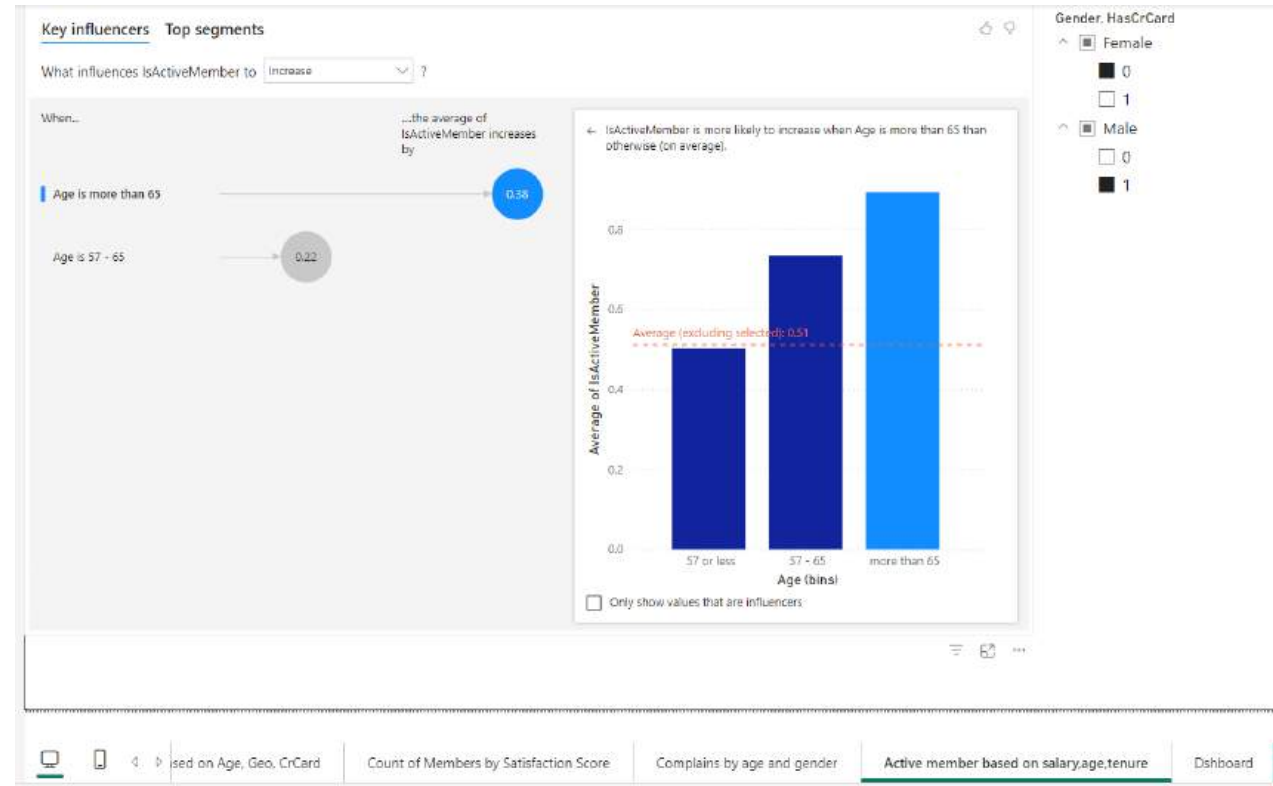 Key influencers Top segments
What influences IsActiveMember to Increase ?
When...
...the average of
IsActiveMember increases
by
Age is more than 65
0.38
Age is 57 - 65
0.22
← IsActiveMember is more likely to increase when Age is more than 65 than
otherwise (on average).
Average of IsActiveMember
0.8
0.6
Average (excluding selected): 0.51
0.4
0.2
0.0
57 or less 57 - 65 more than 65
Age (bins)
Only show values that are influencers
Gender, HasCrCard
Female
0
1
Male
0
1
sed on Age, Geo, CrCard Count of Members by Satisfaction Score Complains by age and gender Active member based on salary,age,tenure Dshboard